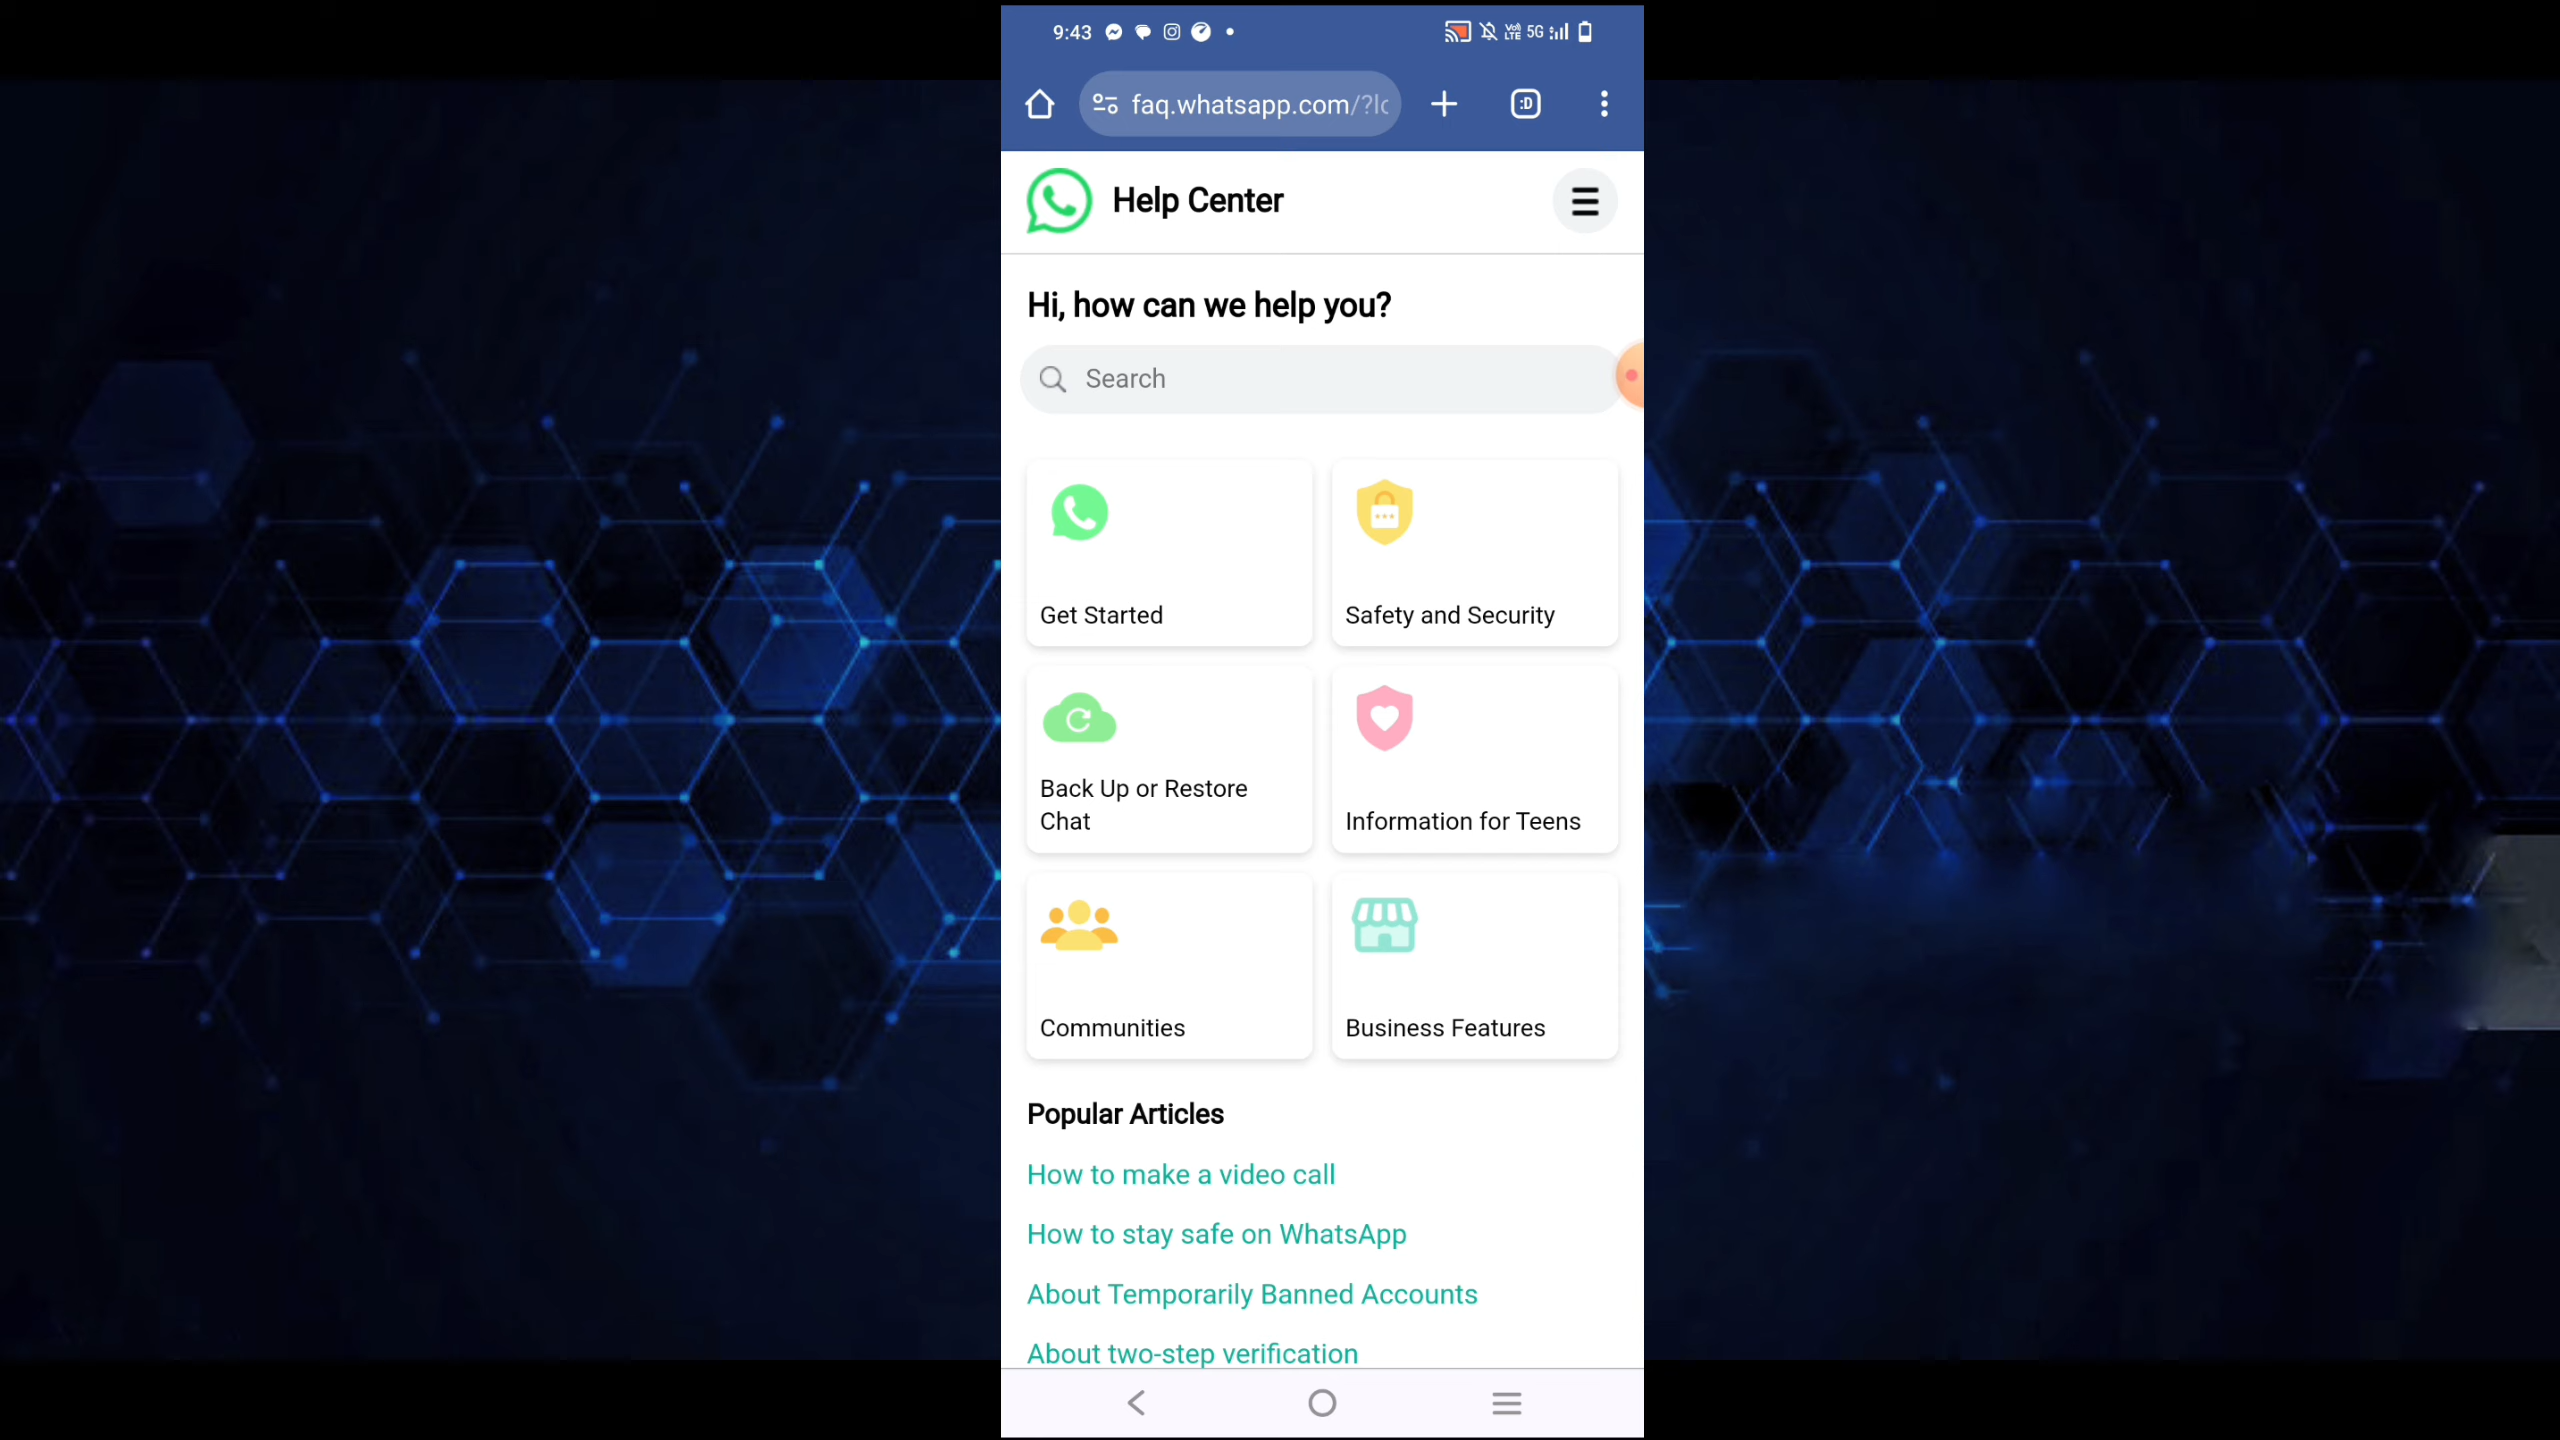 9:43 VoLTE 5G
faq.whatsapp.com/?lc
:D
Help Center
Hi, how can we help you?
Search
Get Started
Safety and Security
Back Up or Restore
Chat
Information for Teens
Communities
Business Features
Popular Articles
How to make a video call
How to stay safe on WhatsApp
About Temporarily Banned Accounts
About two-step verification